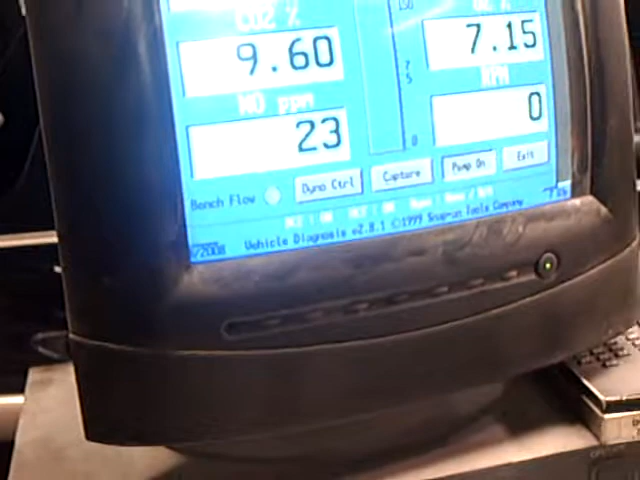 CO2 %
9.60
7.15
150
75
0
NO ppm
RPM
23
0
Bench Flow
Dyno Ctrl
Capture
Pump On
Exit
/2008
Vehicle Diagnosis v2.8.1 ©1999 Snap-on Tools Company